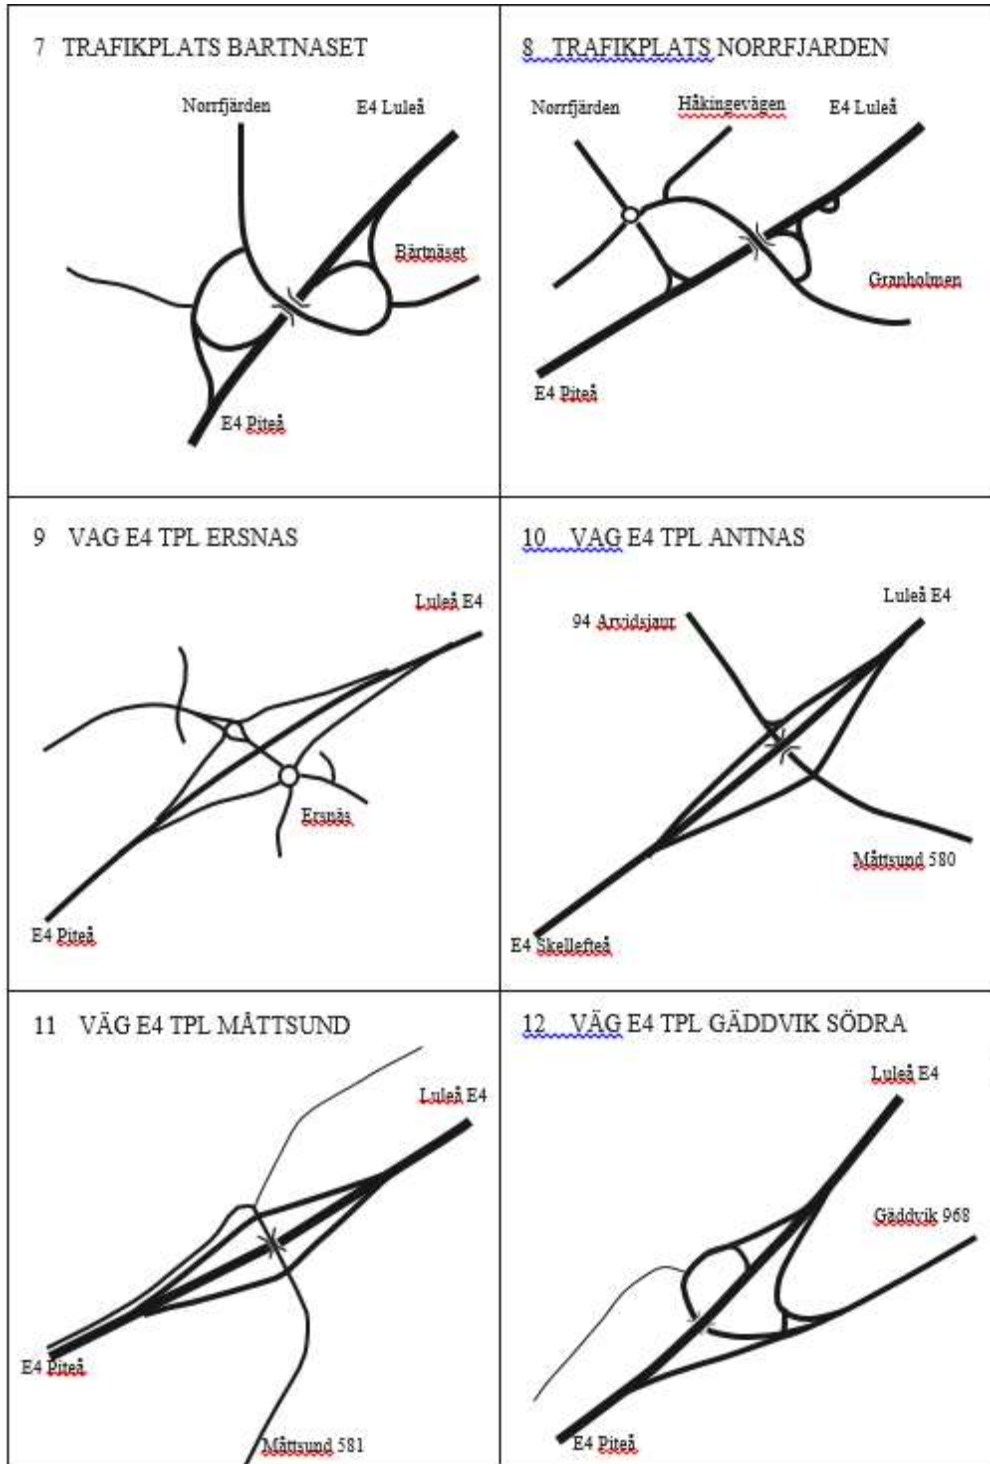 7 TRAFIKPLATS BARTNASET
Norrfjärden
E4 Luleå
Bärtnäset
E4 Piteå
8 TRAFIKPLATS NORRFJARDEN
Norrfjärden
Håkingevägen
E4 Luleå
Granholmen
E4 Piteå
9 VAG E4 TPL ERSNAS
Luleå E4
Ersnäs
E4 Piteå
10 VAG E4 TPL ANTNAS
Luleå E4
94 Arvidsjaur
Måttsund 580
E4 Skellefteå
11 VÄG E4 TPL MÅTTSUND
Luleå E4
E4 Piteå
Måttsund 581
12 VÄG E4 TPL GÄDDVIK SÖDRA
Luleå E4
Gäddvik 968
E4 Piteå